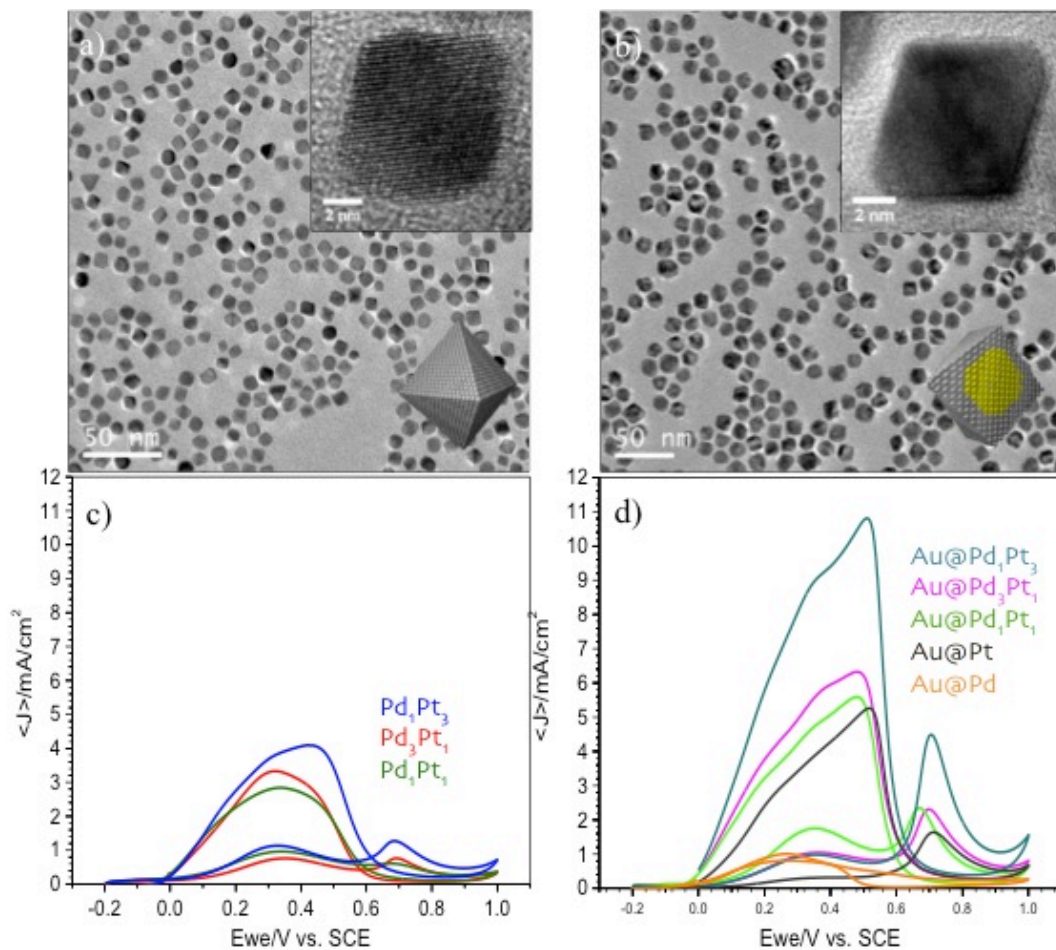 a)
2 nm
50 nm
b)
2 nm
50 nm
c)
12
11
10
9
8
7
6
5
4
3
2
1
0
<J>/mA/cm²
Pd₁Pt₃
Pd₃Pt₁
Pd₁Pt₁
-0.2 0.0 0.2 0.4 0.6 0.8 1.0
Ewe/V vs. SCE
d)
12
11
10
9
8
7
6
5
4
3
2
1
0
<J>/mA/cm²
Au@Pd₁Pt₃
Au@Pd₃Pt₁
Au@Pd₁Pt₁
Au@Pt
Au@Pd
-0.2 0.0 0.2 0.4 0.6 0.8 1.0
Ewe/V vs. SCE